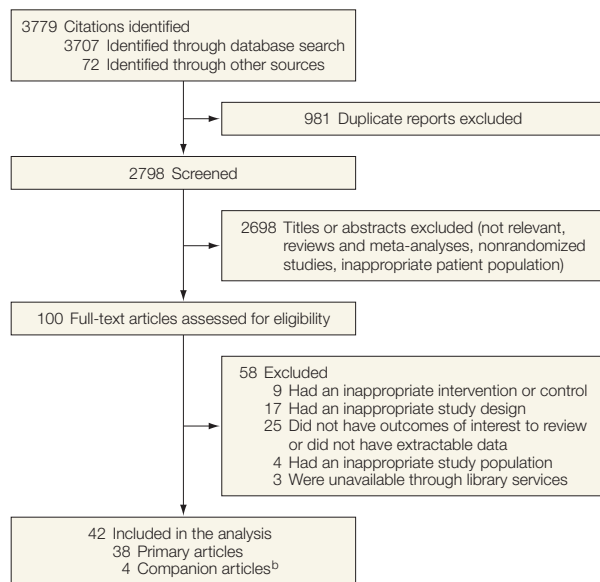 3779 Citations identified
3707 Identified through database search
72 Identified through other sources
981 Duplicate reports excluded
2798 Screened
2698 Titles or abstracts excluded (not relevant,
reviews and meta-analyses, nonrandomized
studies, inappropriate patient population)
100 Full-text articles assessed for eligibility
58 Excluded
9 Had an inappropriate intervention or control
17 Had an inappropriate study design
25 Did not have outcomes of interest to review
or did not have extractable data
4 Had an inappropriate study population
3 Were unavailable through library services
42 Included in the analysis
38 Primary articles
4 Companion articlesᵇ